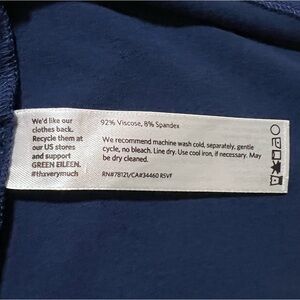 We'd like our
clothes back.
Recycle them at
our US stores
and support
GREEN EILEEN.
#thxverymuch
92% Viscose, 8% Spandex
We recommend machine wash cold, separately, gentle
cycle, no bleach. Line dry. Use cool iron, if necessary. May
be dry cleaned.
RN#78121/CA#34460 RSVF